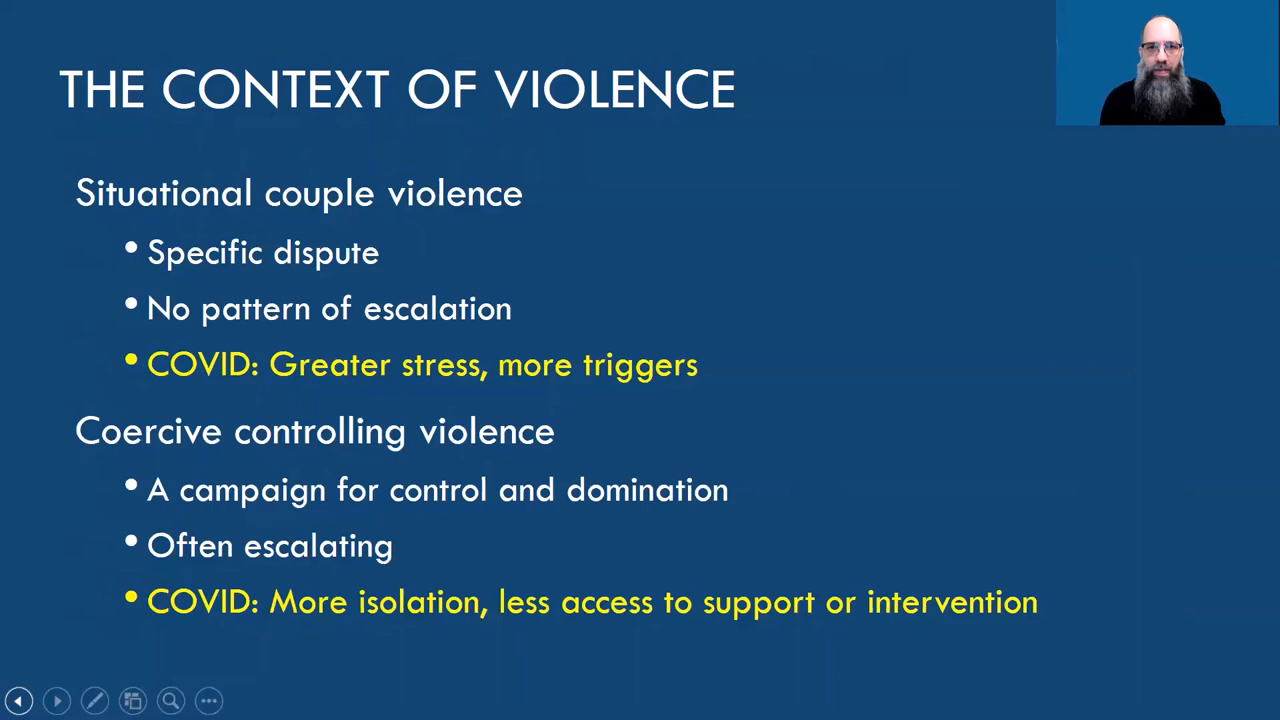 THE CONTEXT OF VIOLENCE
Situational couple violence
• Specific dispute
• No pattern of escalation
• COVID: Greater stress, more triggers
Coercive controlling violence
• A campaign for control and domination
• Often escalating
• COVID: More isolation, less access to support or intervention